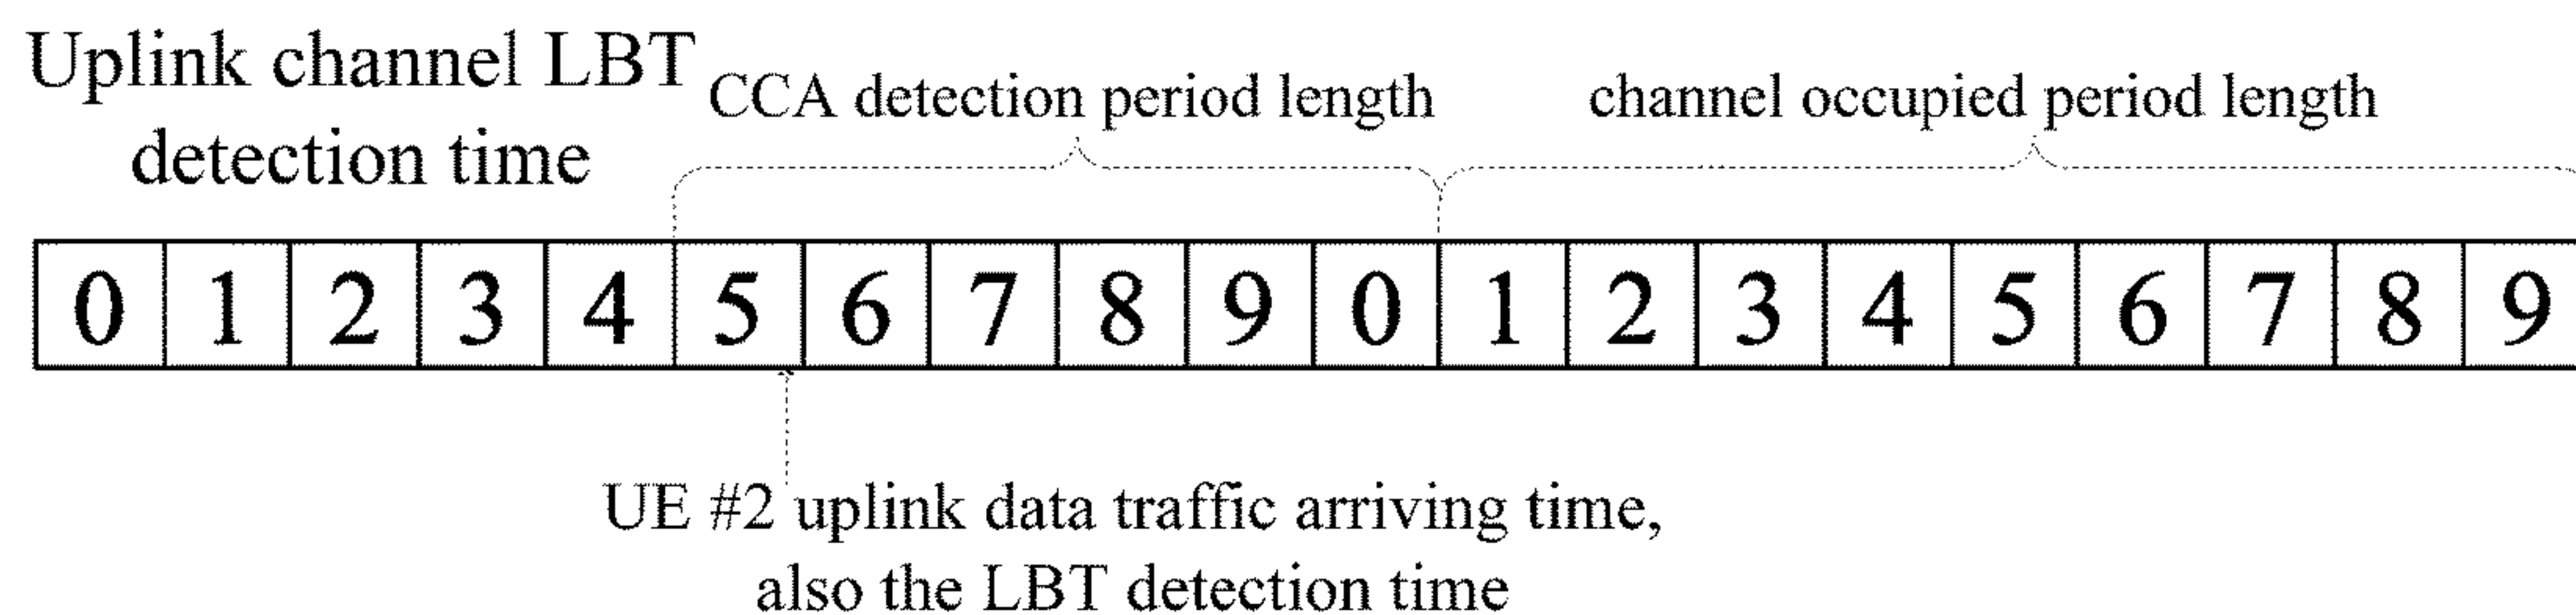 Uplink channel LBT
detection time
CCA detection period length
channel occupied period length
0 1 2 3 4 5 6 7 8 9 0 1 2 3 4 5 6 7 8 9
UE #2 uplink data traffic arriving time,
also the LBT detection time